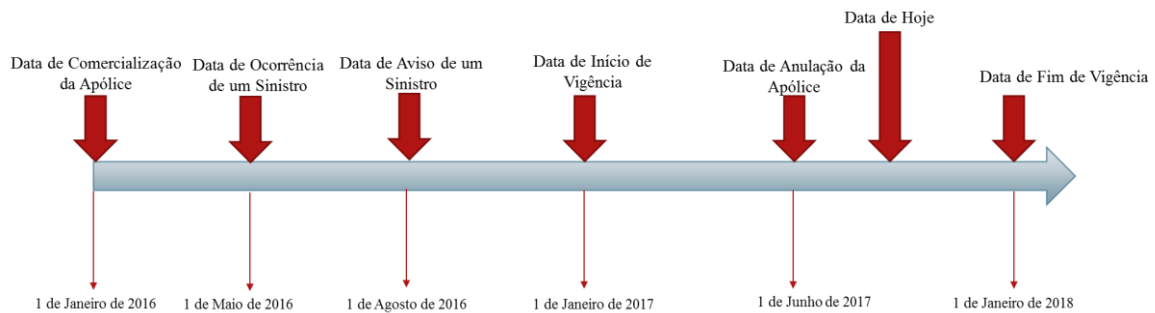 Data de Comercialização
da Apólice
Data de Ocorrência
de um Sinistro
Data de Aviso de um
Sinistro
Data de Início de
Vigência
Data de Anulação da
Apólice
Data de Hoje
Data de Fim de Vigência
1 de Janeiro de 2016
1 de Maio de 2016
1 de Agosto de 2016
1 de Janeiro de 2017
1 de Junho de 2017
1 de Janeiro de 2018